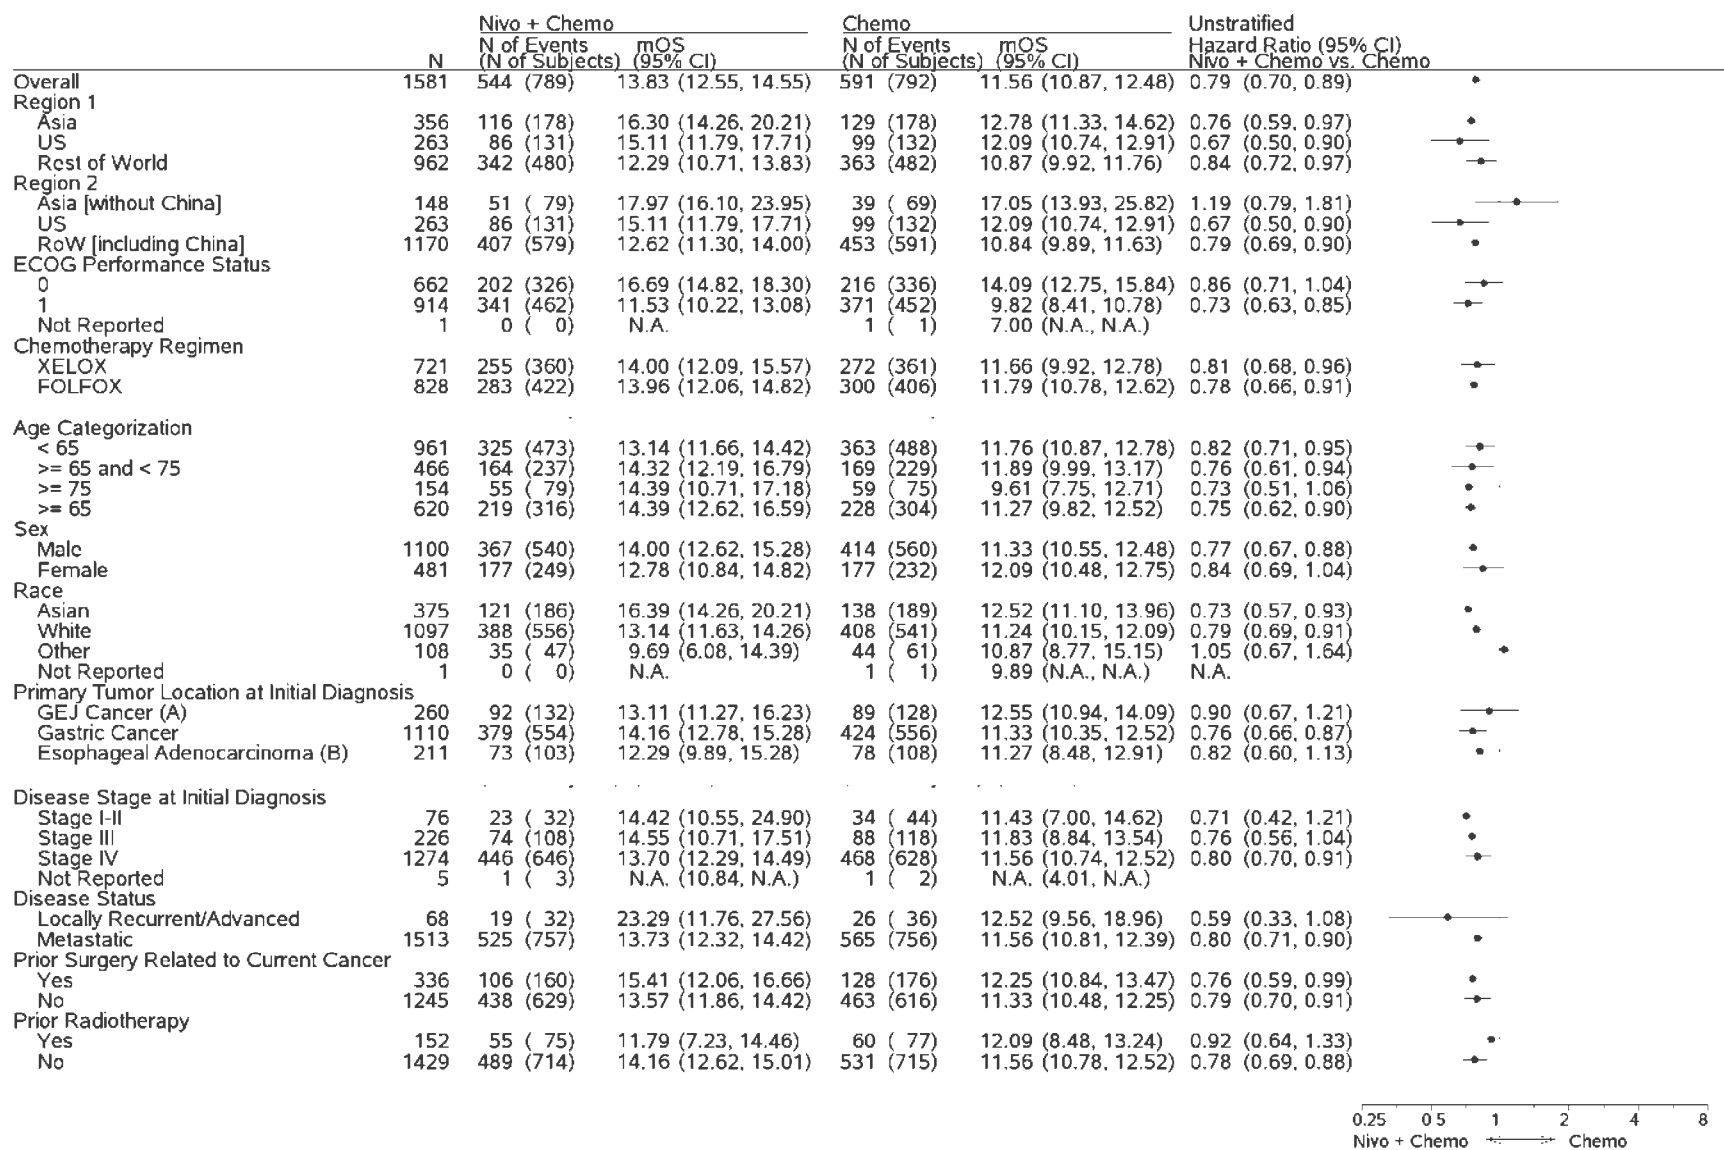 Nivo + Chemo Chemo Unstratified
N of Events mOS N of Events mOS Hazard Ratio (95% CI)
N (N of Subjects) (95% CI) (N of Subjects) (95% CI) Nivo + Chemo vs. Chemo
Overall 1581 544 (789) 13.83 (12.55, 14.55) 591 (792) 11.56 (10.87, 12.48) 0.79 (0.70, 0.89)
Region 1
Asia 356 116 (178) 16.30 (14.26, 20.21) 129 (178) 12.78 (11.33, 14.62) 0.76 (0.59, 0.97)
US 263 86 (131) 15.11 (11.79, 17.71) 99 (132) 12.09 (10.74, 12.91) 0.67 (0.50, 0.90)
Rest of World 962 342 (480) 12.29 (10.71, 13.83) 363 (482) 10.87 (9.92, 11.76) 0.84 (0.72, 0.97)
Region 2
Asia [without China] 148 51 ( 79) 17.97 (16.10, 23.95) 39 ( 69) 17.05 (13.93, 25.82) 1.19 (0.79, 1.81)
US 263 86 (131) 15.11 (11.79, 17.71) 99 (132) 12.09 (10.74, 12.91) 0.67 (0.50, 0.90)
RoW [including China] 1170 407 (579) 12.62 (11.30, 14.00) 453 (591) 10.84 (9.89, 11.63) 0.79 (0.69, 0.90)
ECOG Performance Status
0 662 202 (326) 16.69 (14.82, 18.30) 216 (336) 14.09 (12.75, 15.84) 0.86 (0.71, 1.04)
1 914 341 (462) 11.53 (10.22, 13.08) 371 (452) 9.82 (8.41, 10.78) 0.73 (0.63, 0.85)
Not Reported 1 0 ( 0) N.A. 1 ( 1) 7.00 (N.A., N.A.)
Chemotherapy Regimen
XELOX 721 255 (360) 14.00 (12.09, 15.57) 272 (361) 11.66 (9.92, 12.78) 0.81 (0.68, 0.96)
FOLFOX 828 283 (422) 13.96 (12.06, 14.82) 300 (406) 11.79 (10.78, 12.62) 0.78 (0.66, 0.91)
Age Categorization
< 65 961 325 (473) 13.14 (11.66, 14.42) 363 (488) 11.76 (10.87, 12.78) 0.82 (0.71, 0.95)
>= 65 and < 75 466 164 (237) 14.32 (12.19, 16.79) 169 (229) 11.89 (9.99, 13.17) 0.76 (0.61, 0.94)
>= 75 154 55 ( 79) 14.39 (10.71, 17.18) 59 ( 75) 9.61 (7.75, 12.71) 0.73 (0.51, 1.06)
>= 65 620 219 (316) 14.39 (12.62, 16.59) 228 (304) 11.27 (9.82, 12.52) 0.75 (0.62, 0.90)
Sex
Male 1100 367 (540) 14.00 (12.62, 15.28) 414 (560) 11.33 (10.55, 12.48) 0.77 (0.67, 0.88)
Female 481 177 (249) 12.78 (10.84, 14.82) 177 (232) 12.09 (10.48, 12.75) 0.84 (0.69, 1.04)
Race
Asian 375 121 (186) 16.39 (14.26, 20.21) 138 (189) 12.52 (11.10, 13.96) 0.73 (0.57, 0.93)
White 1097 388 (556) 13.14 (11.63, 14.26) 408 (541) 11.24 (10.15, 12.09) 0.79 (0.69, 0.91)
Other 108 35 ( 47) 9.69 (6.08, 14.39) 44 ( 61) 10.87 (8.77, 15.15) 1.05 (0.67, 1.64)
Not Reported 1 0 ( 0) N.A. 1 ( 1) 9.89 (N.A., N.A.) N.A.
Primary Tumor Location at Initial Diagnosis
GEJ Cancer (A) 260 92 (132) 13.11 (11.27, 16.23) 89 (128) 12.55 (10.94, 14.09) 0.90 (0.67, 1.21)
Gastric Cancer 1110 379 (554) 14.16 (12.78, 15.28) 424 (556) 11.33 (10.35, 12.52) 0.76 (0.66, 0.87)
Esophageal Adenocarcinoma (B) 211 73 (103) 12.29 (9.89, 15.28) 78 (108) 11.27 (8.48, 12.91) 0.82 (0.60, 1.13)
Disease Stage at Initial Diagnosis
Stage I-II 76 23 ( 32) 14.42 (10.55, 24.90) 34 ( 44) 11.43 (7.00, 14.62) 0.71 (0.42, 1.21)
Stage III 226 74 (108) 14.55 (10.71, 17.51) 88 (118) 11.83 (8.84, 13.54) 0.76 (0.56, 1.04)
Stage IV 1274 446 (646) 13.70 (12.29, 14.49) 468 (628) 11.56 (10.74, 12.52) 0.80 (0.70, 0.91)
Not Reported 5 1 ( 3) N.A. (10.84, N.A.) 1 ( 2) N.A. (4.01, N.A.)
Disease Status
Locally Recurrent/Advanced 68 19 ( 32) 23.29 (11.76, 27.56) 26 ( 36) 12.52 (9.56, 18.96) 0.59 (0.33, 1.08)
Metastatic 1513 525 (757) 13.73 (12.32, 14.42) 565 (756) 11.56 (10.81, 12.39) 0.80 (0.71, 0.90)
Prior Surgery Related to Current Cancer
Yes 336 106 (160) 15.41 (12.06, 16.66) 128 (176) 12.25 (10.84, 13.47) 0.76 (0.59, 0.99)
No 1245 438 (629) 13.57 (11.86, 14.42) 463 (616) 11.33 (10.48, 12.25) 0.79 (0.70, 0.91)
Prior Radiotherapy
Yes 152 55 ( 75) 11.79 (7.23, 14.46) 60 ( 77) 12.09 (8.48, 13.24) 0.92 (0.64, 1.33)
No 1429 489 (714) 14.16 (12.62, 15.01) 531 (715) 11.56 (10.78, 12.52) 0.78 (0.69, 0.88)
0.25 0.5 1 2 4 8
Nivo + Chemo Chemo